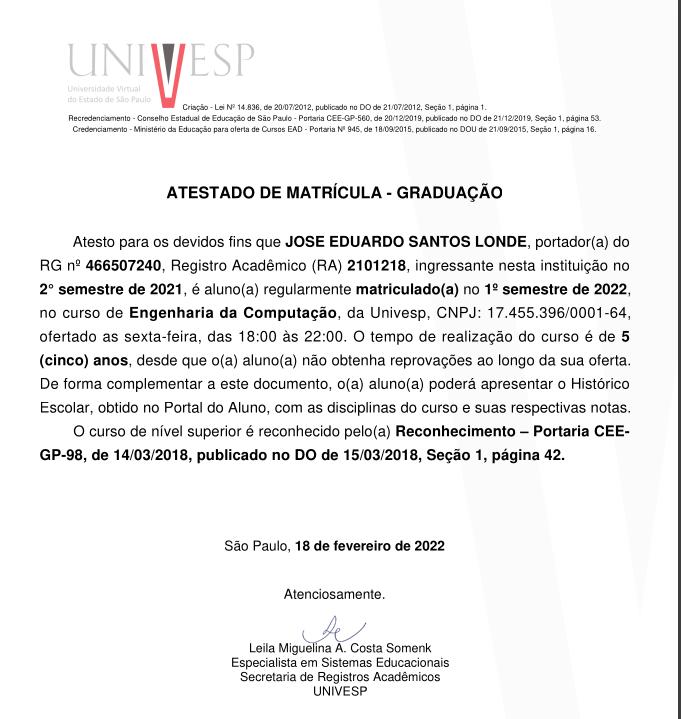 UNIVESP
Universidade Virtual
do Estado de São Paulo
Criação - Lei Nº 14.836, de 20/07/2012, publicado no DO de 21/07/2012, Seção 1, página 1.
Recredenciamento - Conselho Estadual de Educação de São Paulo - Portaria CEE-GP-560, de 20/12/2019, publicado no DO de 21/12/2019, Seção 1, página 53.
Credenciamento - Ministério da Educação para oferta de Cursos EAD - Portaria Nº 945, de 18/09/2015, publicado no DOU de 21/09/2015, Seção 1, página 16.
ATESTADO DE MATRÍCULA - GRADUAÇÃO
Atesto para os devidos fins que JOSE EDUARDO SANTOS LONDE, portador(a) do
RG nº 466507240, Registro Acadêmico (RA) 2101218, ingressante nesta instituição no
2° semestre de 2021, é aluno(a) regularmente matriculado(a) no 1º semestre de 2022,
no curso de Engenharia da Computação, da Univesp, CNPJ: 17.455.396/0001-64,
ofertado as sexta-feira, das 18:00 às 22:00. O tempo de realização do curso é de 5
(cinco) anos, desde que o(a) aluno(a) não obtenha reprovações ao longo da sua oferta.
De forma complementar a este documento, o(a) aluno(a) poderá apresentar o Histórico
Escolar, obtido no Portal do Aluno, com as disciplinas do curso e suas respectivas notas.
O curso de nível superior é reconhecido pelo(a) Reconhecimento – Portaria CEE-
GP-98, de 14/03/2018, publicado no DO de 15/03/2018, Seção 1, página 42.
São Paulo, 18 de fevereiro de 2022
Atenciosamente.
Leila Miguelina A. Costa Somenk
Especialista em Sistemas Educacionais
Secretaria de Registros Acadêmicos
UNIVESP